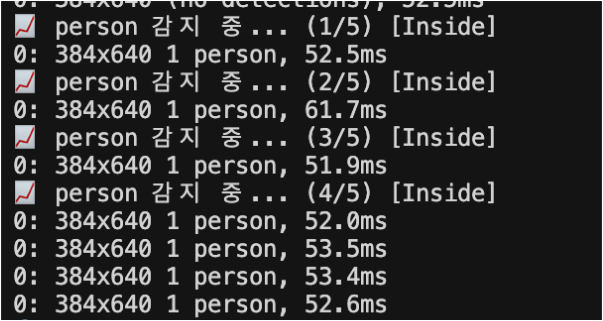 0: 384x640 (no detections), 52.5ms
📈 person 감지 중... (1/5) [Inside]
0: 384x640 1 person, 52.5ms
📈 person 감지 중... (2/5) [Inside]
0: 384x640 1 person, 61.7ms
📈 person 감지 중... (3/5) [Inside]
0: 384x640 1 person, 51.9ms
📈 person 감지 중... (4/5) [Inside]
0: 384x640 1 person, 52.0ms
0: 384x640 1 person, 53.5ms
0: 384x640 1 person, 53.4ms
0: 384x640 1 person, 52.6ms